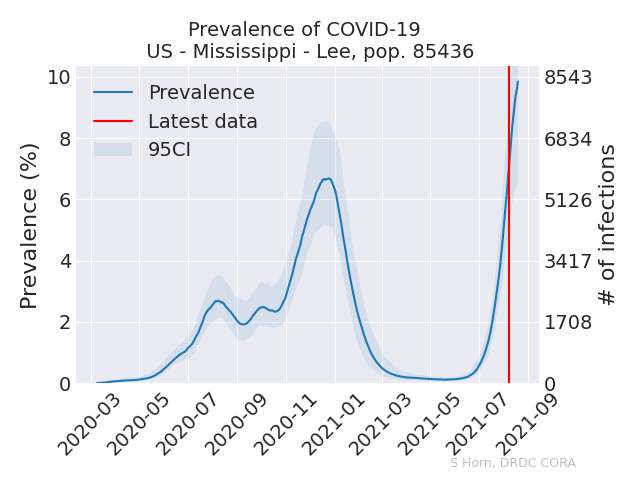 Prevalence of COVID-19
US - Mississippi - Lee, pop. 85436
Prevalence
Latest data
95CI
Prevalence (%)
10
8
6
4
2
0
8543
6834
5126
3417
1708
0
# of infections
2020-03
2020-05
2020-07
2020-09
2020-11
2021-01
2021-03
2021-05
2021-07
2021-09
S Horn, DRDC CORA